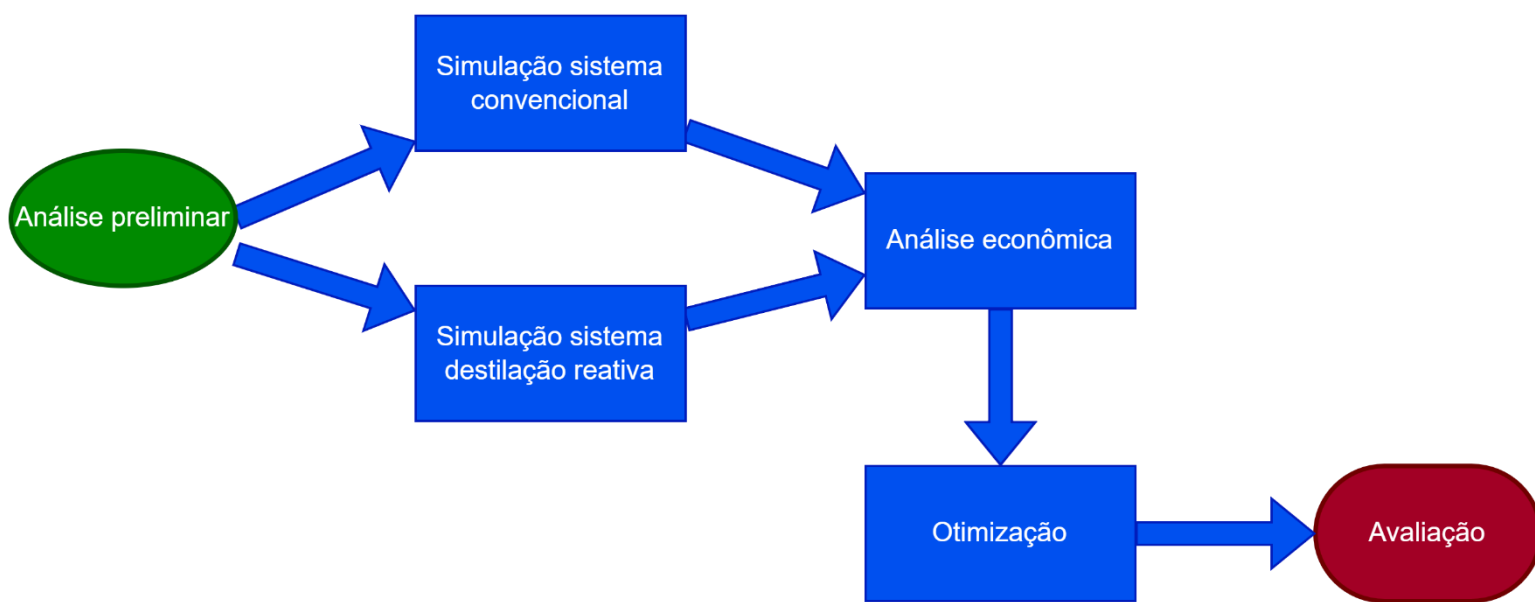 Simulação sistema
convencional
Análise preliminar
Análise econômica
Simulação sistema
destilação reativa
Otimização
Avaliação